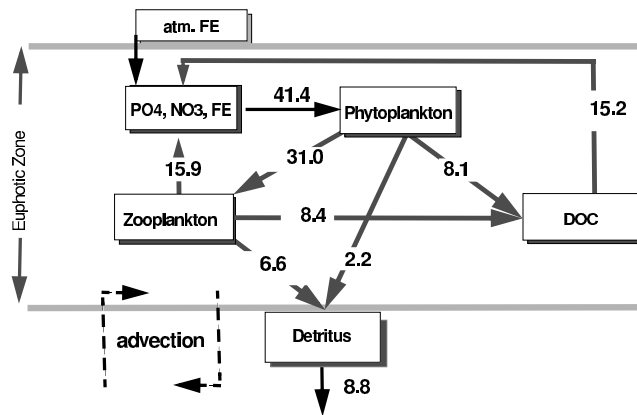 atm. FE
41.4
PO4, NO3, FE
Phytoplankton
15.2
31.0
15.9
8.1
Euphotic Zone
Zooplankton
8.4
DOC
6.6
2.2
advection
Detritus
8.8